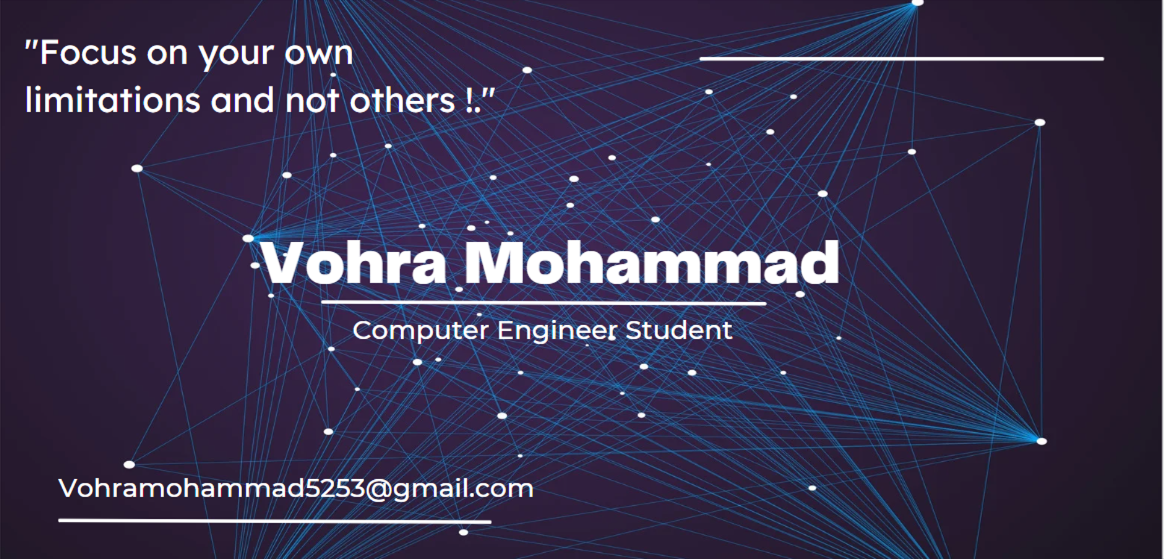 "Focus on your own
limitations and not others !."
Vohra Mohammad
Computer Engineer Student
Vohramohammad5253@gmail.com